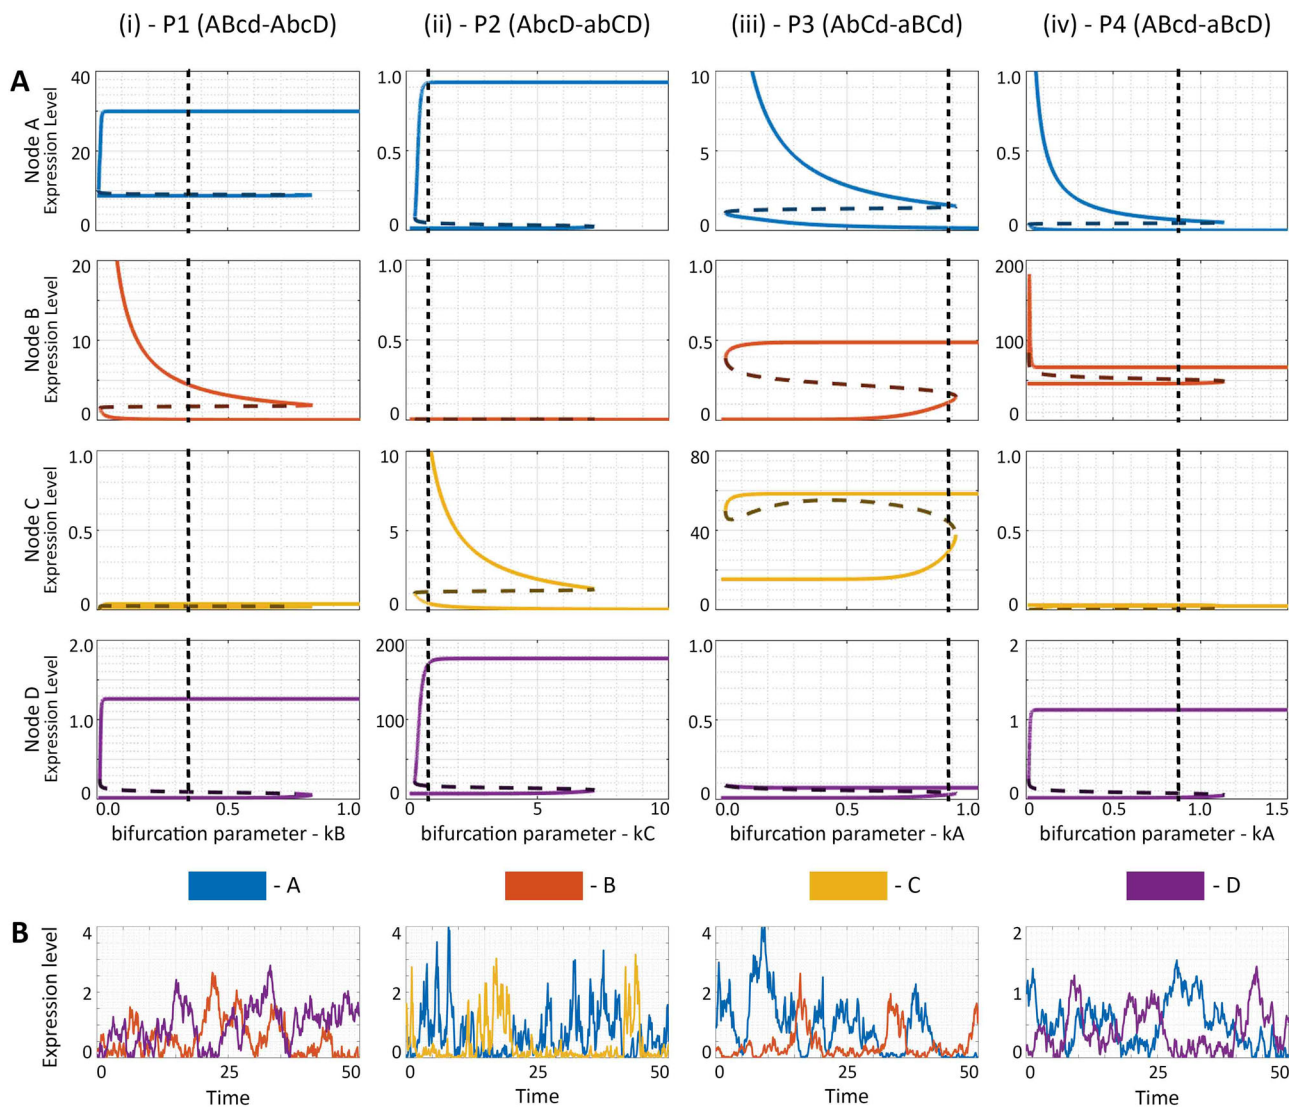 (i) - P1 (ABcd-AbcD)
(ii) - P2 (AbcD-abCD)
(iii) - P3 (AbCd-aBCd)
(iv) - P4 (ABcd-aBcD)
A
Node A
Expression Level
40
20
0
1.0
0.5
0
10
5
0
1.0
0.5
0
Node B
Expression Level
20
10
0
1.0
0.5
0
1.0
0.5
0
200
100
0
Node C
Expression Level
1.0
0.5
0
10
5
0
80
40
0
1.0
0.5
0
Node D
Expression Level
2.0
1.0
0
200
100
0
1.0
0.5
0
2
1
0
0.0 0.5 1.0
0 5 10
0.0 0.5 1.0
0.0 0.5 1.0 1.5
bifurcation parameter - kB
bifurcation parameter - kC
bifurcation parameter - kA
bifurcation parameter - kA
- A
- B
- C
- D
B
Expression level
4
2
0
4
2
0
4
2
0
2
1
0
0 25 50
0 25 50
0 25 50
0 25 50
Time
Time
Time
Time